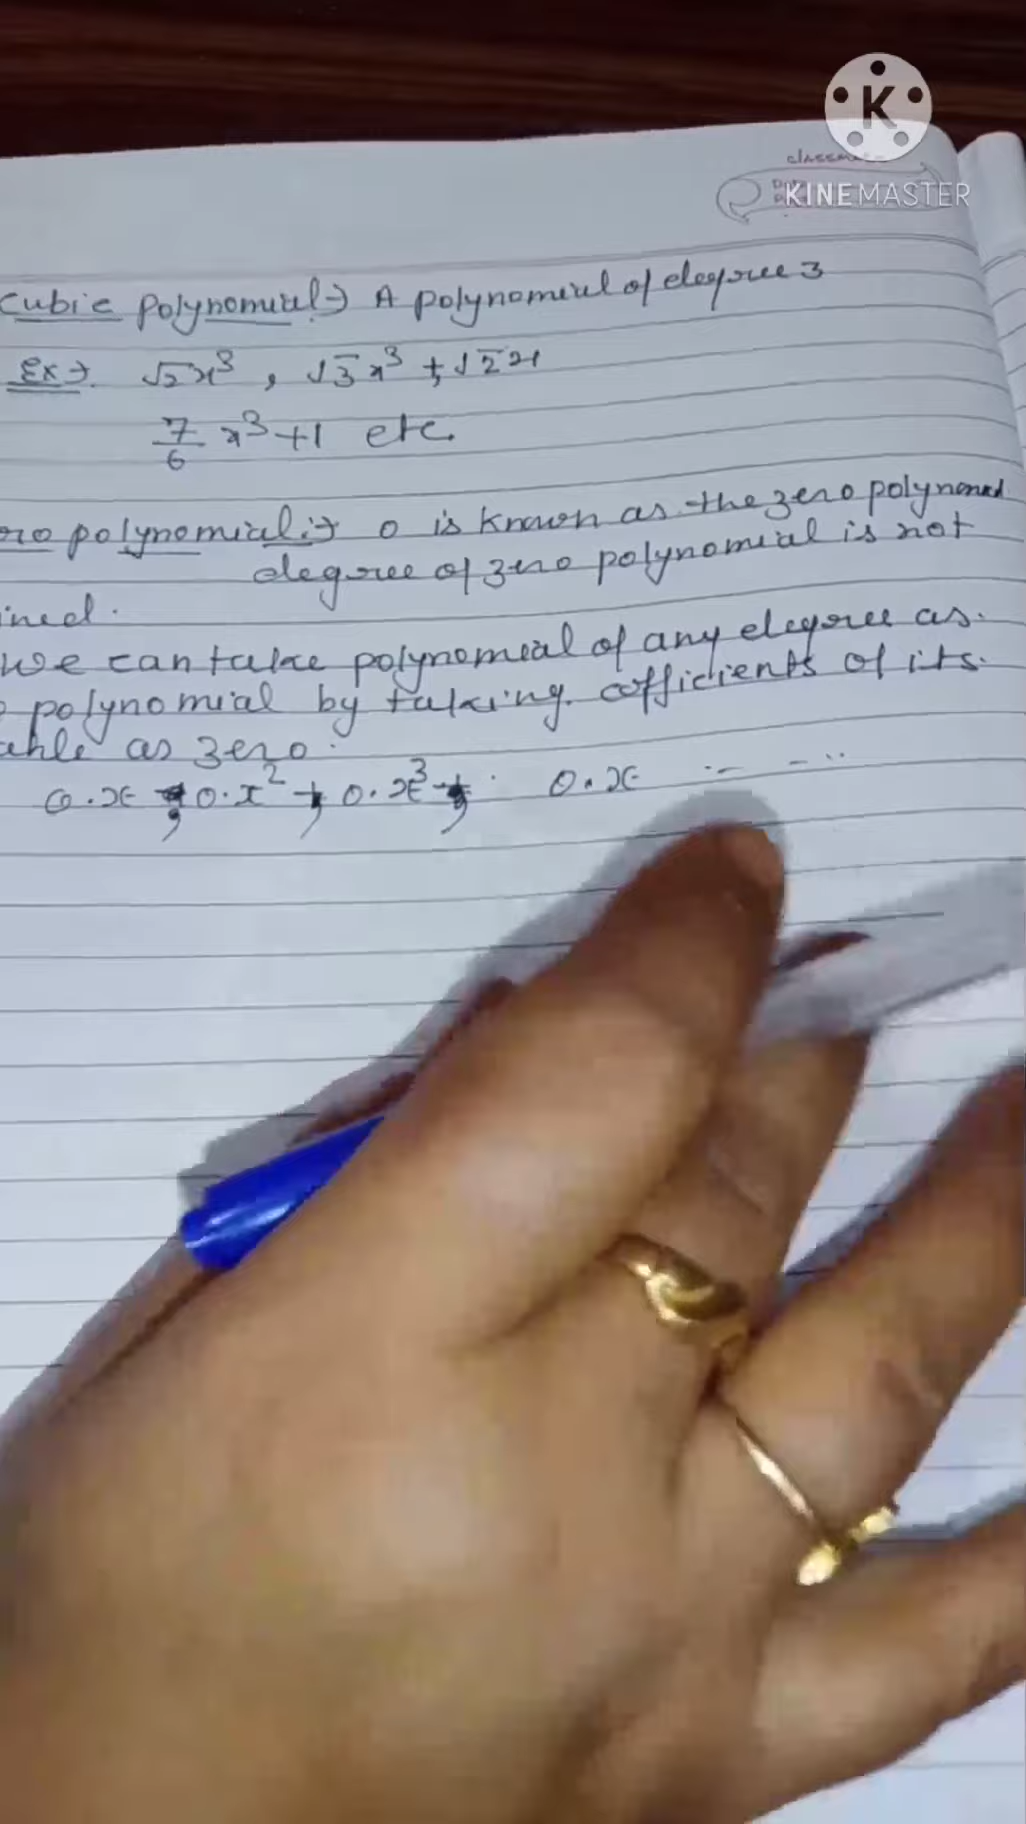 K
classmate
KINEMASTER
Cubic polynomial:→ A polynomial of degree 3
Ex→ √2x³, √3x³ + √2x
7/6 x³+1 etc.
ro polynomial:→ 0 is known as the zero polynomial
degree of zero polynomial is not
ined.
we can take polynomial of any degree as.
o polynomial by taking cofficients of its.
able as zero.
0.x, 0.x², 0.x³, 0.x - - - ..